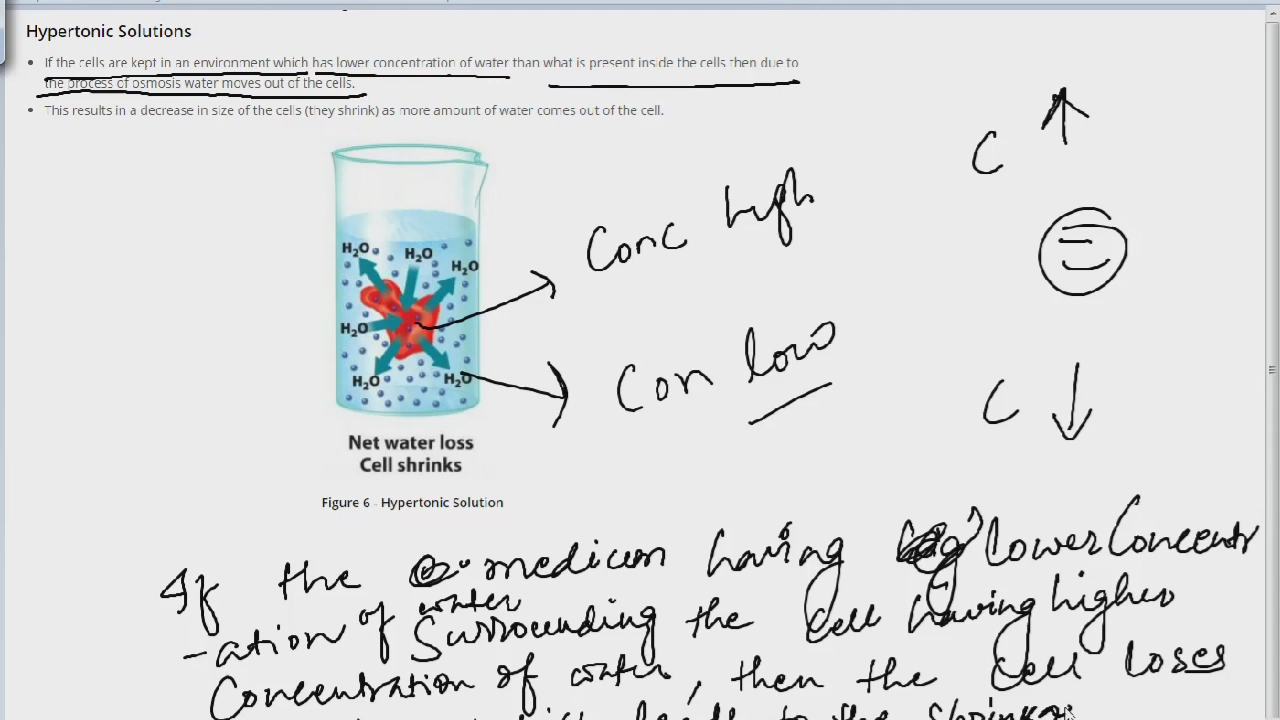 Hypertonic Solutions
If the cells are kept in an environment which has lower concentration of water than what is present inside the cells then due to
the process of osmosis water moves out of the cells.
This results in a decrease in size of the cells (they shrink) as more amount of water comes out of the cell.
C ↑
Conc high
H₂O H₂O H₂O
H₂O
H₂O H₂O
Con low
C ↓
Net water loss
Cell shrinks
Figure 6 - Hypertonic Solution
If the medium having lower Concentr
-ation of water Surrounding the Cell having higher
Concentration of water, then the Cell loses
leads to the